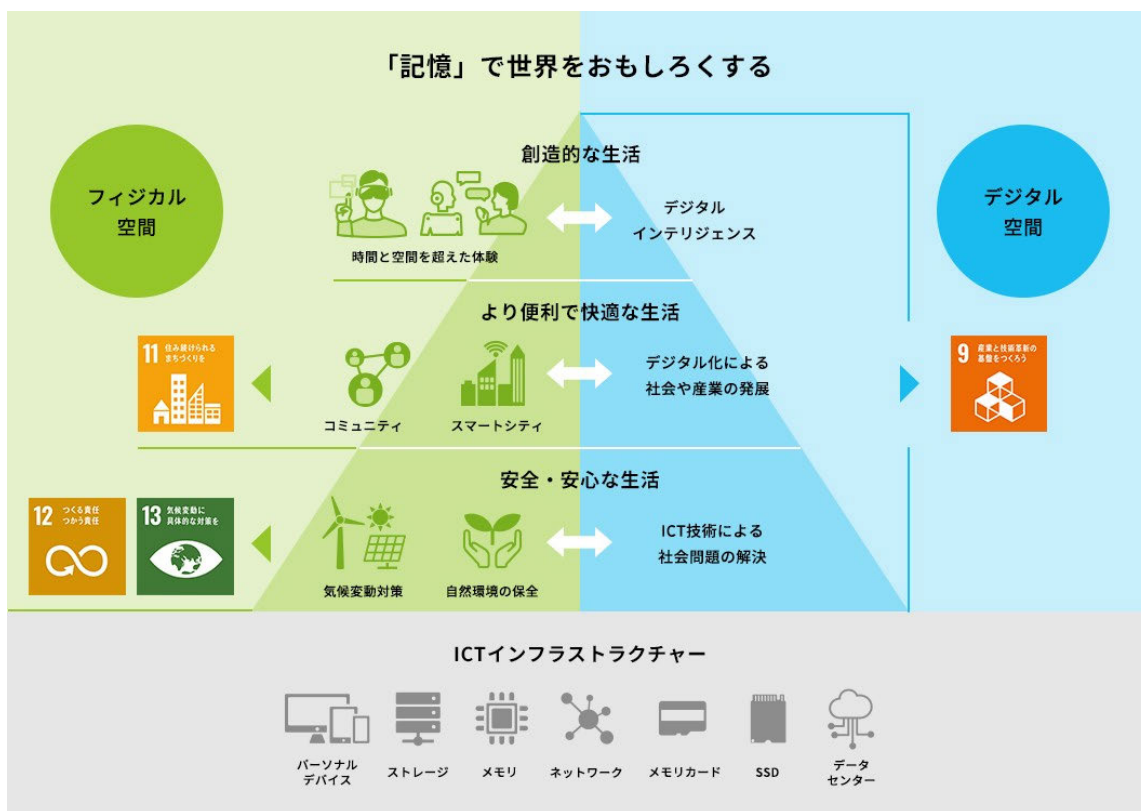 「記憶」で世界をおもしろくする
フィジカル
空間
デジタル
空間
創造的な生活
時間と空間を超えた体験
デジタル
インテリジェンス
より便利で快適な生活
11 住み続けられる
まちづくりを
コミュニティ
スマートシティ
デジタル化による
社会や産業の発展
9 産業と技術革新の
基盤をつくろう
安全・安心な生活
12 つくる責任
つかう責任
13 気候変動に
具体的な対策を
気候変動対策
自然環境の保全
ICT技術による
社会問題の解決
ICTインフラストラクチャー
パーソナル
デバイス
ストレージ
メモリ
ネットワーク
メモリカード
SSD
データ
センター